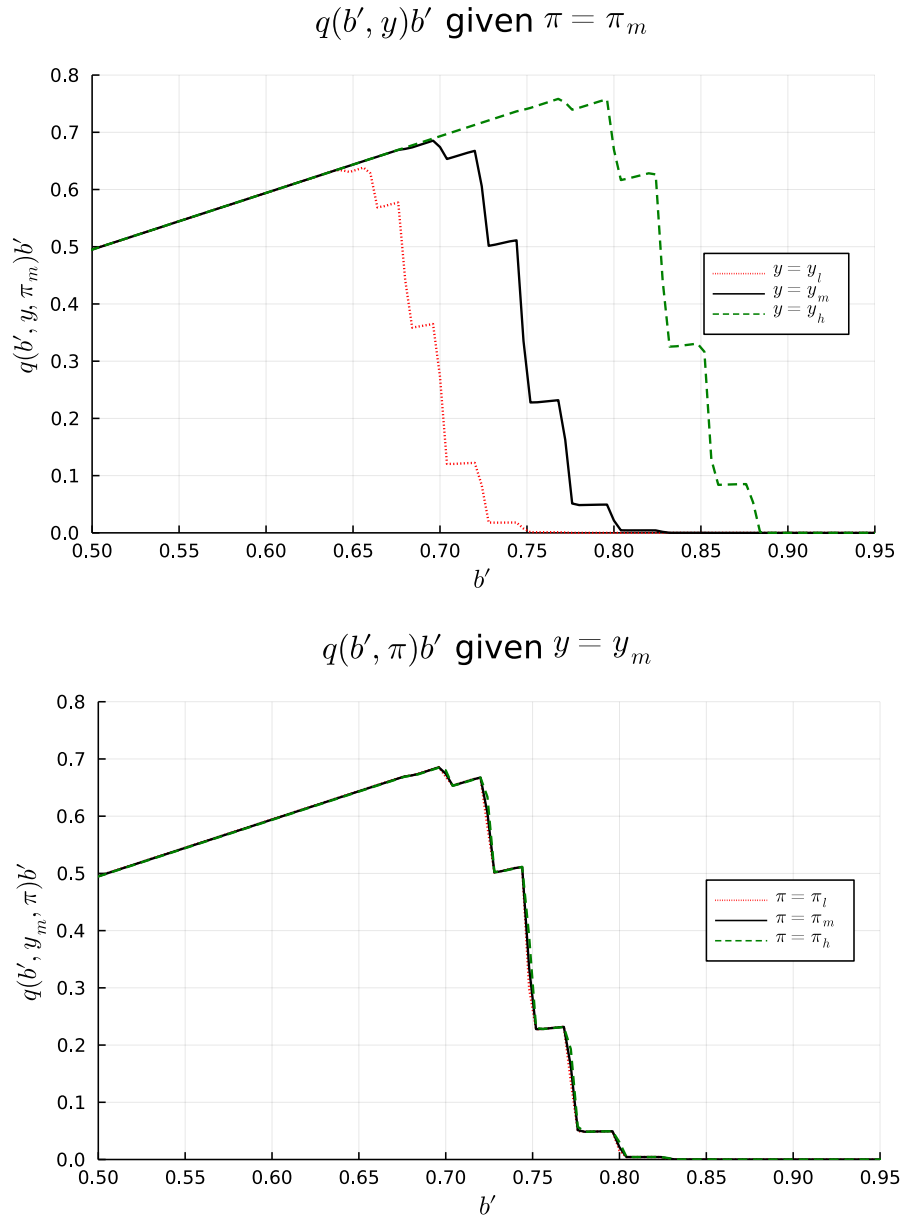 q(b′, y)b′ given π = π_m
0.8
0.7
0.6
0.5
0.4
0.3
0.2
0.1
0.0
q(b′, y, π_m)b′
y = y_l
y = y_m
y = y_h
0.50 0.55 0.60 0.65 0.70 0.75 0.80 0.85 0.90 0.95
b′
q(b′, π)b′ given y = y_m
0.8
0.7
0.6
0.5
0.4
0.3
0.2
0.1
0.0
q(b′, y_m, π)b′
π = π_l
π = π_m
π = π_h
0.50 0.55 0.60 0.65 0.70 0.75 0.80 0.85 0.90 0.95
b′